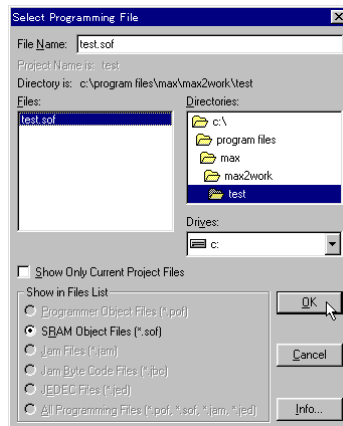 Select Programming File
File Name: test.sof
Project Name is: test
Directory is: c:\program files\max\max2work\test
Files:
Directories:
test.sof
c:\
program files
max
max2work
test
Drives:
c:
Show Only Current Project Files
Show in Files List
Programmer Object Files (*.pof)
SRAM Object Files (*.sof)
Jam Files (*.jam)
Jam Byte Code Files (*.jbc)
JEDEC Files (*.jed)
All Programming Files (*.pof, *.sof, *.jam, *.jed)
OK
Cancel
Info...